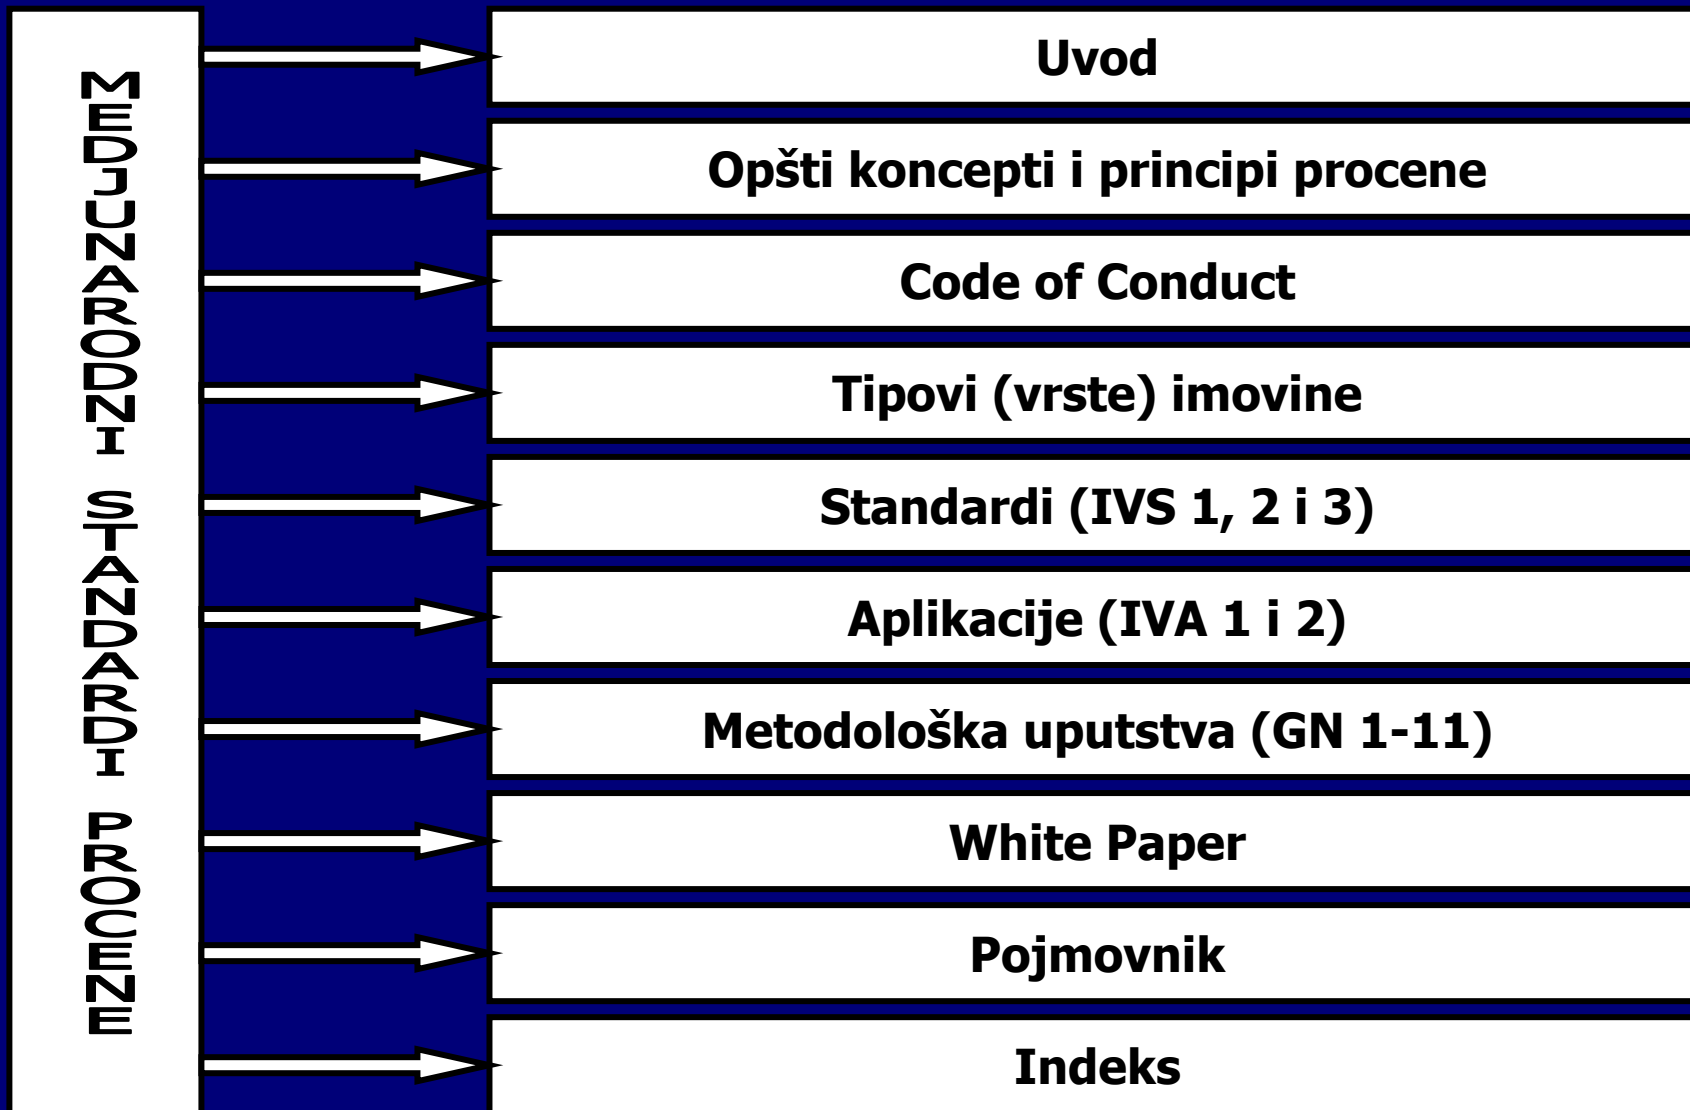 MEDJUNARODNI STANDARDI PROCENE
Uvod
Opšti koncepti i principi procene
Code of Conduct
Tipovi (vrste) imovine
Standardi (IVS 1, 2 i 3)
Aplikacije (IVA 1 i 2)
Metodološka uputstva (GN 1-11)
White Paper
Pojmovnik
Indeks